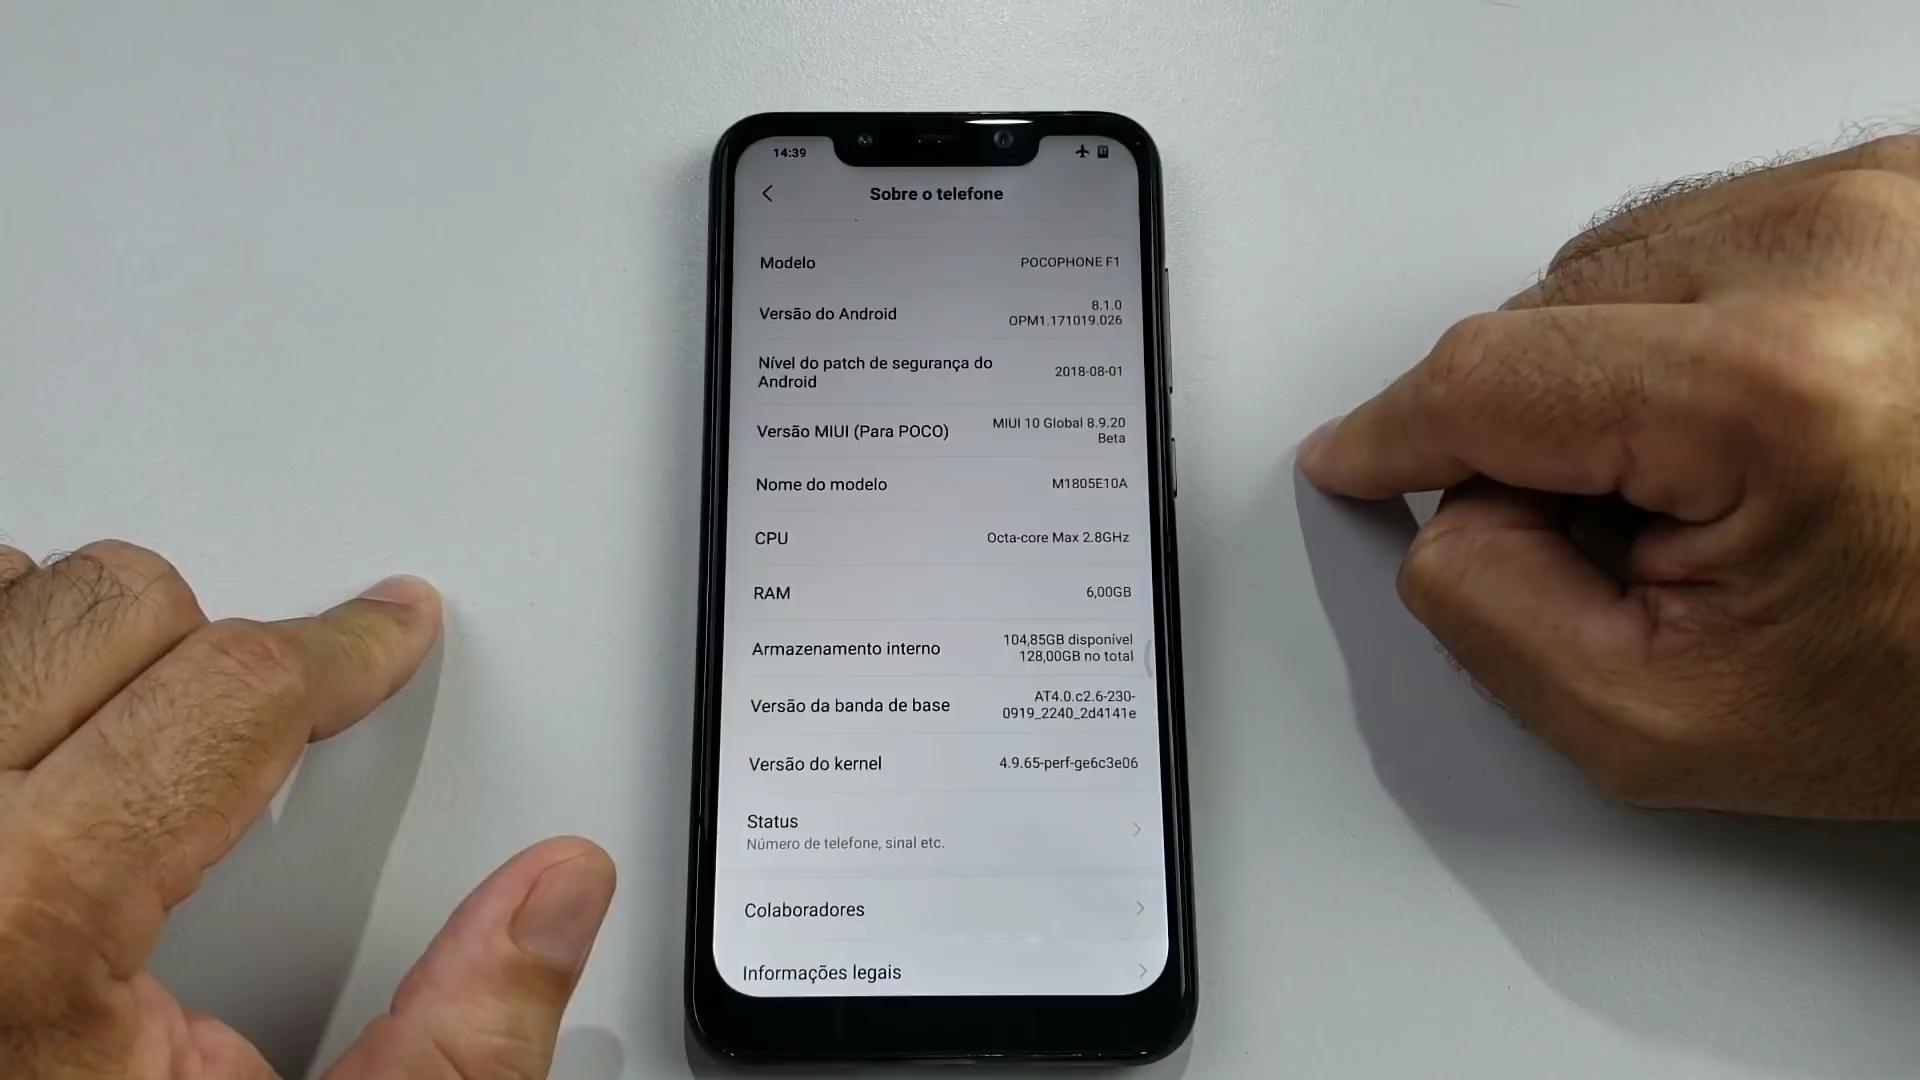 14:39
Sobre o telefone
Modelo
POCOPHONE F1
Versão do Android
8.1.0
OPM1.171019.026
Nível do patch de segurança do
Android
2018-08-01
Versão MIUI (Para POCO)
MIUI 10 Global 8.9.20
Beta
Nome do modelo
M1805E10A
CPU
Octa-core Max 2.8GHz
RAM
6,00GB
Armazenamento interno
104,85GB disponível
128,00GB no total
Versão da banda de base
AT4.0.c2.6-230-
0919_2240_2d4141e
Versão do kernel
4.9.65-perf-ge6c3e06
Status
Número de telefone, sinal etc.
Colaboradores
Informações legais